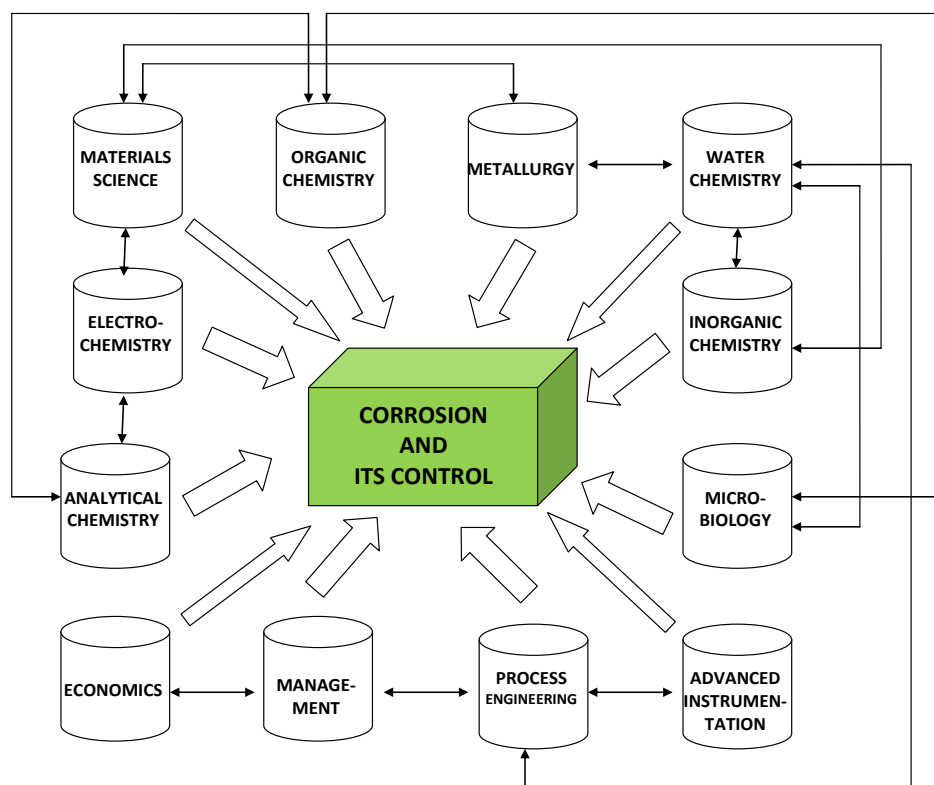 MATERIALS
SCIENCE
ORGANIC
CHEMISTRY
METALLURGY
WATER
CHEMISTRY
ELECTRO-
CHEMISTRY
INORGANIC
CHEMISTRY
CORROSION
AND
ITS CONTROL
ANALYTICAL
CHEMISTRY
MICRO-
BIOLOGY
ECONOMICS
MANAGE-
MENT
PROCESS
ENGINEERING
ADVANCED
INSTRUMEN-
TATION